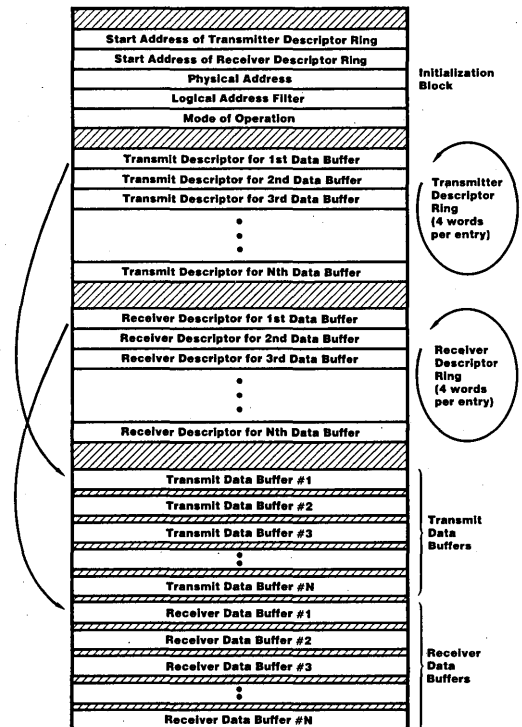 Start Address of Transmitter Descriptor Ring
Start Address of Receiver Descriptor Ring
Physical Address
Logical Address Filter
Mode of Operation
Initialization
Block
Transmit Descriptor for 1st Data Buffer
Transmit Descriptor for 2nd Data Buffer
Transmit Descriptor for 3rd Data Buffer
Transmit Descriptor for Nth Data Buffer
Transmitter
Descriptor
Ring
(4 words
per entry)
Receiver Descriptor for 1st Data Buffer
Receiver Descriptor for 2nd Data Buffer
Receiver Descriptor for 3rd Data Buffer
Receiver Descriptor for Nth Data Buffer
Receiver
Descriptor
Ring
(4 words
per entry)
Transmit Data Buffer #1
Transmit Data Buffer #2
Transmit Data Buffer #3
Transmit Data Buffer #N
Transmit
Data
Buffers
Receiver Data Buffer #1
Receiver Data Buffer #2
Receiver Data Buffer #3
Receiver Data Buffer #N
Receiver
Data
Buffers